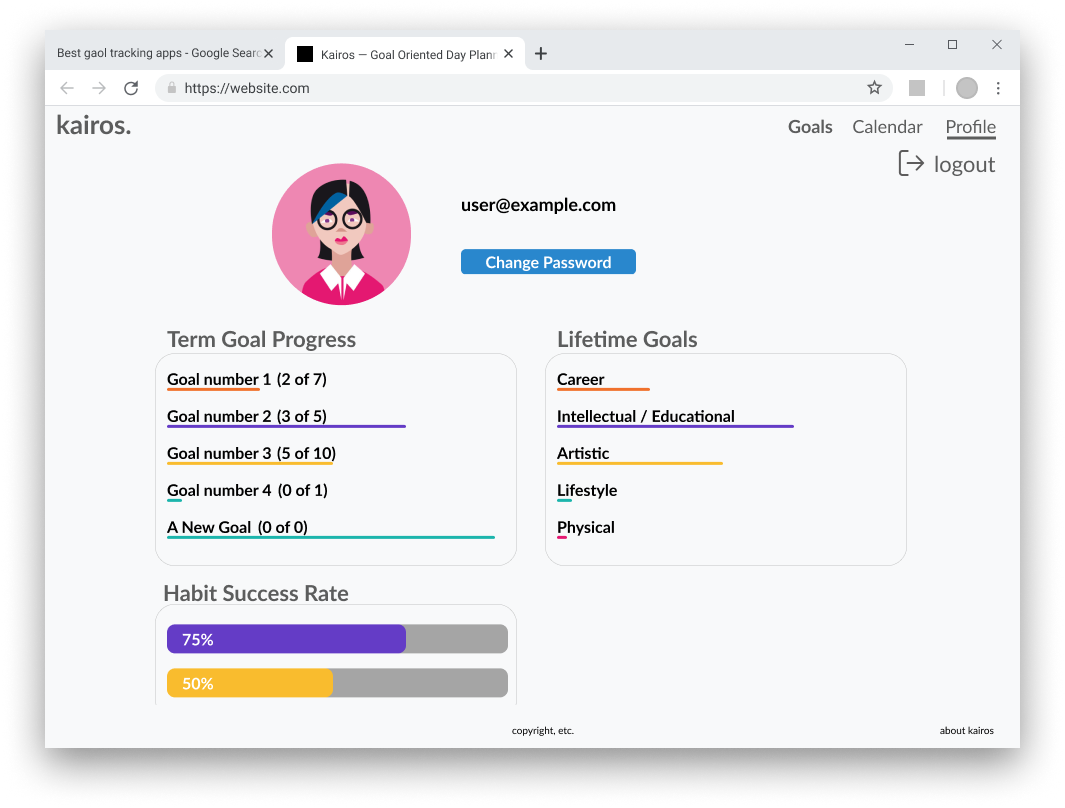 Best gaol tracking apps - Google Searc
Kairos — Goal Oriented Day Plann
https://website.com
kairos.
Goals Calendar Profile
logout
user@example.com
Change Password
Term Goal Progress
Goal number 1 (2 of 7)
Goal number 2 (3 of 5)
Goal number 3 (5 of 10)
Goal number 4 (0 of 1)
A New Goal (0 of 0)
Lifetime Goals
Career
Intellectual / Educational
Artistic
Lifestyle
Physical
Habit Success Rate
75%
50%
copyright, etc.
about kairos